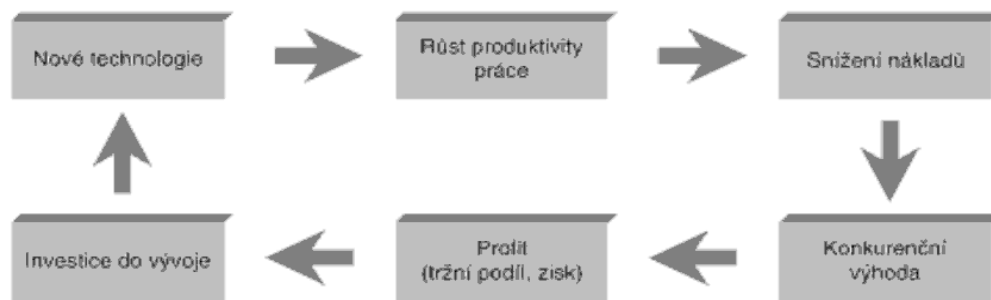 Nové technologie
Růst produktivity
práce
Snížení nákladů
Konkurenční
výhoda
Profit
(tržní podíl, zisk)
Investice do vývoje